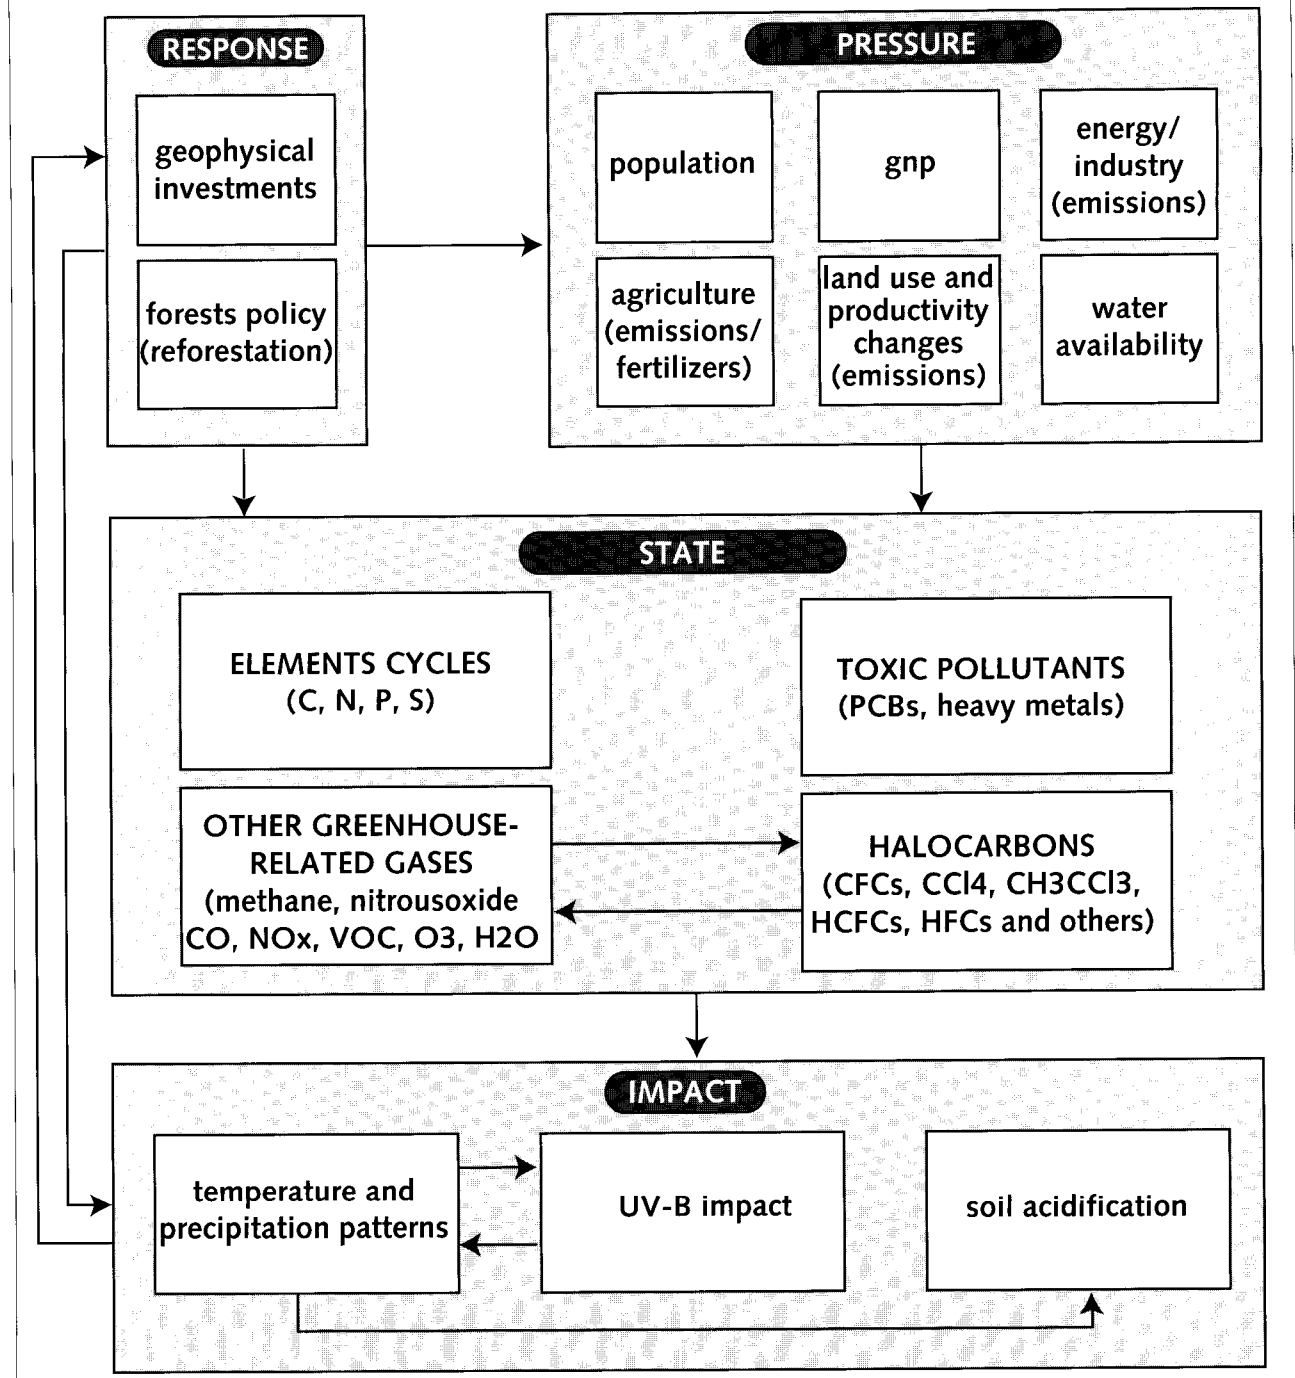 RESPONSE
geophysical
investments
forests policy
(reforestation)
PRESSURE
population
gnp
energy/
industry
(emissions)
agriculture
(emissions/
fertilizers)
land use and
productivity
changes
(emissions)
water
availability
STATE
ELEMENTS CYCLES
(C, N, P, S)
TOXIC POLLUTANTS
(PCBs, heavy metals)
OTHER GREENHOUSE-
RELATED GASES
(methane, nitrousoxide
CO, NOx, VOC, O3, H2O
HALOCARBONS
(CFCs, CCl4, CH3CCl3,
HCFCs, HFCs and others)
IMPACT
temperature and
precipitation patterns
UV-B impact
soil acidification